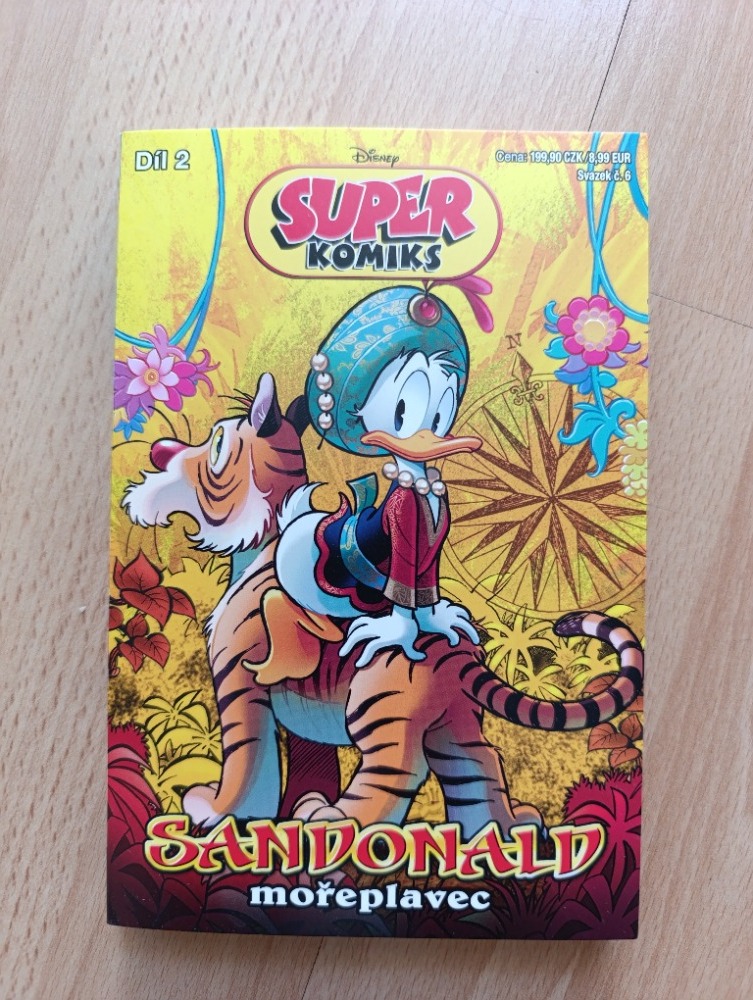 Díl 2
Disney
Cena: 199,90 CZK/8,99 EUR
Svazek č. 6
SUPER
KOMIKS
N
SANDONALD
mořeplavec